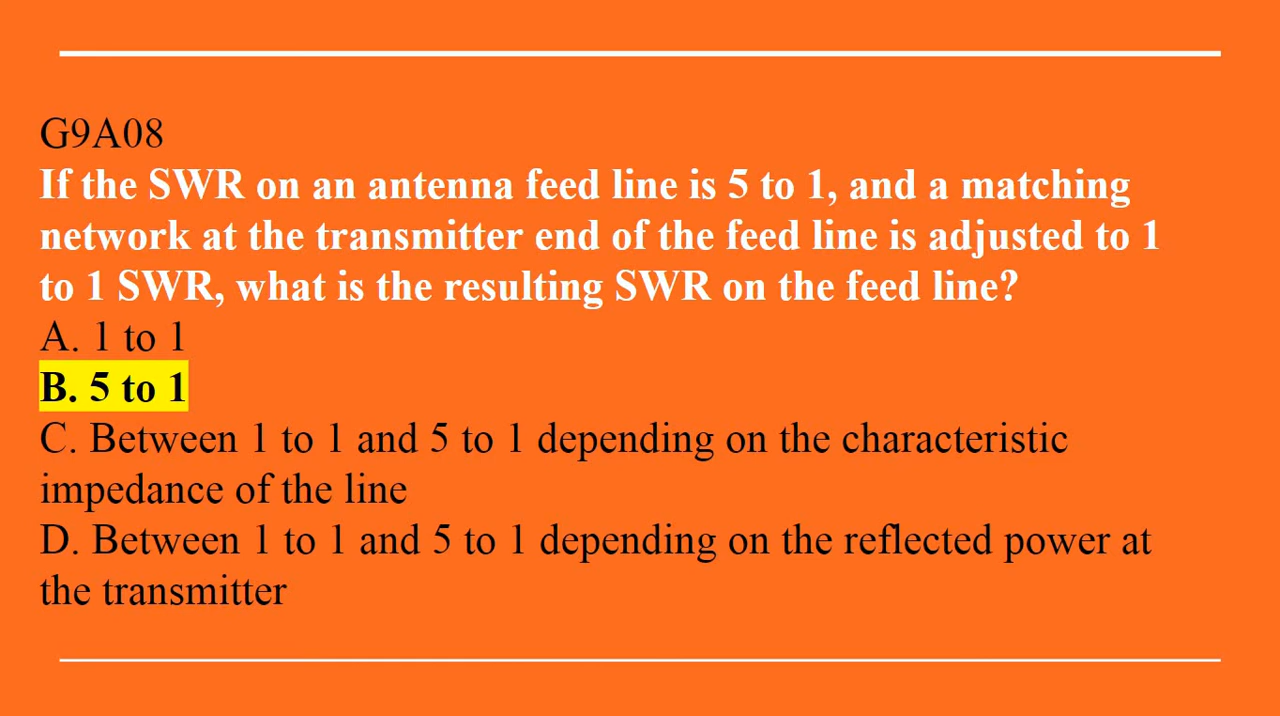 G9A08
If the SWR on an antenna feed line is 5 to 1, and a matching
network at the transmitter end of the feed line is adjusted to 1
to 1 SWR, what is the resulting SWR on the feed line?
A. 1 to 1
B. 5 to 1
C. Between 1 to 1 and 5 to 1 depending on the characteristic
impedance of the line
D. Between 1 to 1 and 5 to 1 depending on the reflected power at
the transmitter